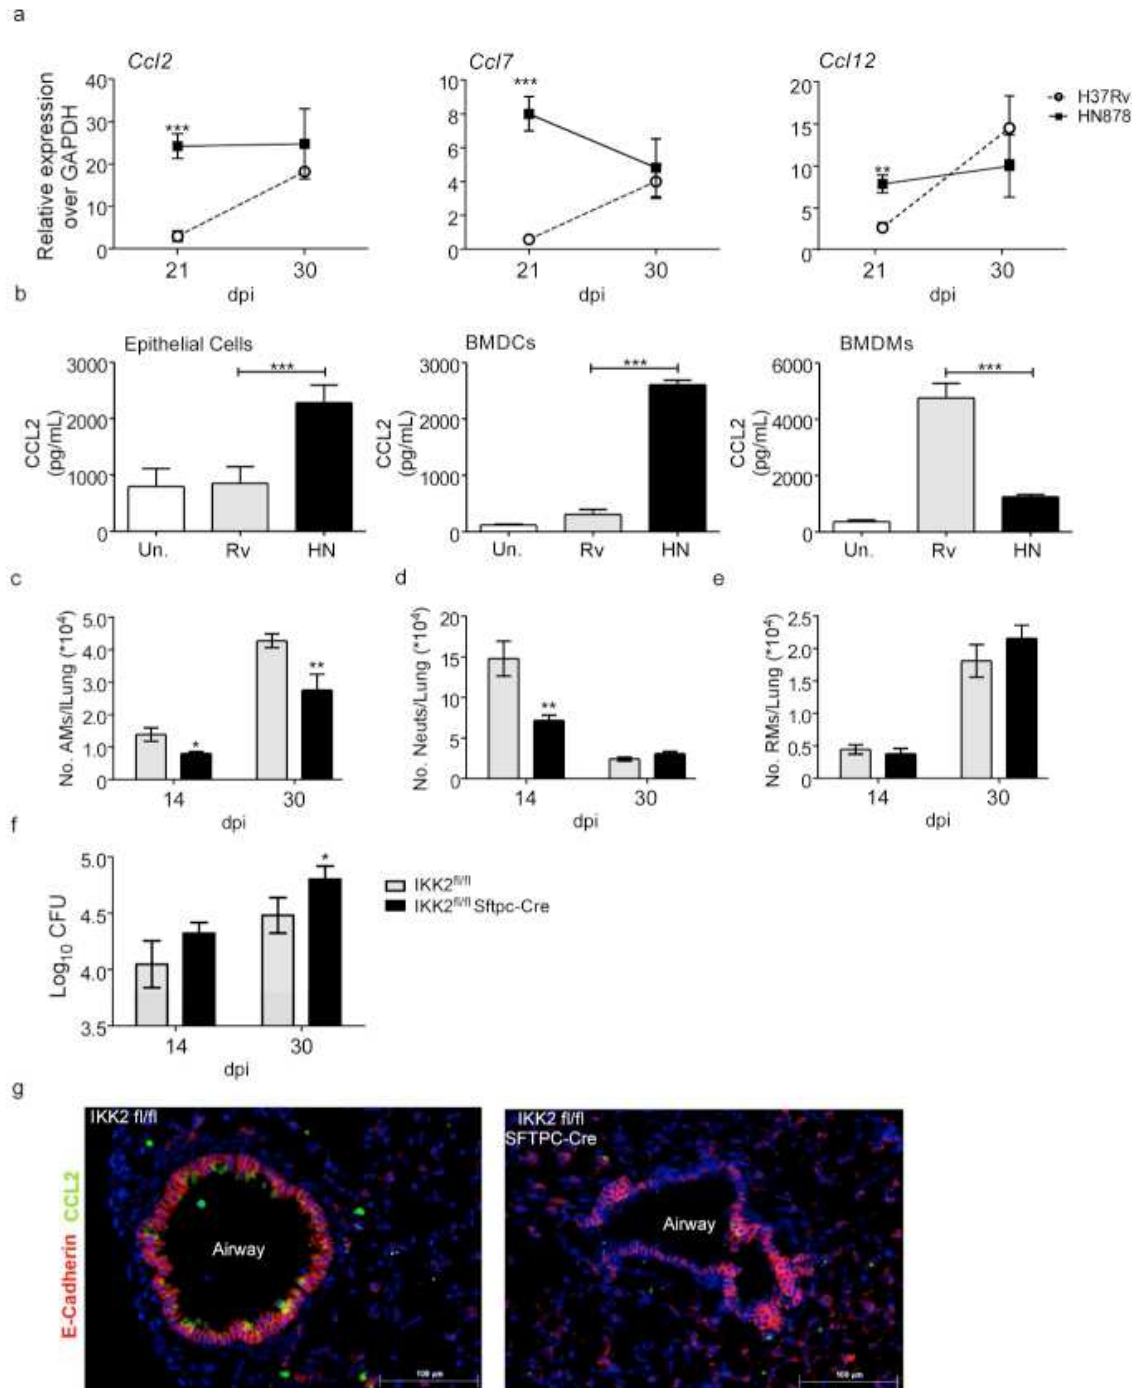 a
Ccl2
Ccl7
Ccl12
Relative expression
over GAPDH
40
30
20
10
0
***
21
30
dpi
10
8
6
4
2
0
***
21
30
dpi
20
15
10
5
0
**
21
30
dpi
H37Rv
HN878
b
Epithelial Cells
CCL2
(pg/mL)
3000
2000
1000
0
***
Un.
Rv
HN
BMDCs
CCL2
(pg/mL)
3000
2000
1000
0
***
Un.
Rv
HN
BMDMs
CCL2
(pg/mL)
6000
4000
2000
0
***
Un.
Rv
HN
c
No. AMs/lLung (*10⁴)
5.0
4.0
3.0
2.0
1.0
0
*
**
14
30
dpi
d
No. Neuts/Lung (*10⁴)
20
15
10
5
0
**
14
30
dpi
e
No. RMs/Lung (*10⁴)
2.5
2.0
1.5
1.0
0.5
0
14
30
dpi
f
Log₁₀ CFU
5.0
4.5
4.0
3.5
*
14
30
dpi
IKK2fl/fl
IKK2fl/fl Sftpc-Cre
g
E-Cadherin CCL2
IKK2 fl/fl
Airway
100 µm
IKK2 fl/fl
SFTPC-Cre
Airway
100 µm